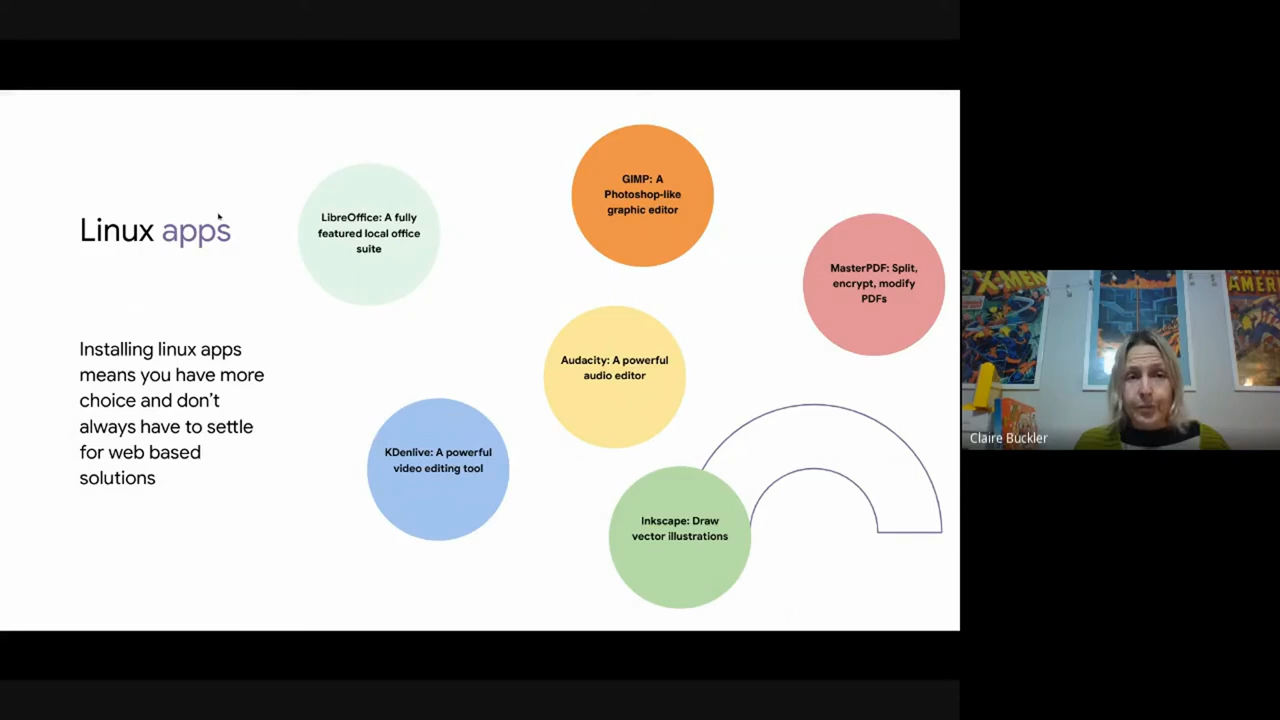 Linux apps
Installing linux apps
means you have more
choice and don't
always have to settle
for web based
solutions
LibreOffice: A fully
featured local office
suite
GIMP: A
Photoshop-like
graphic editor
MasterPDF: Split,
encrypt, modify
PDFs
Audacity: A powerful
audio editor
KDenlive: A powerful
video editing tool
Inkscape: Draw
vector illustrations
X-MEN
Claire Buckler